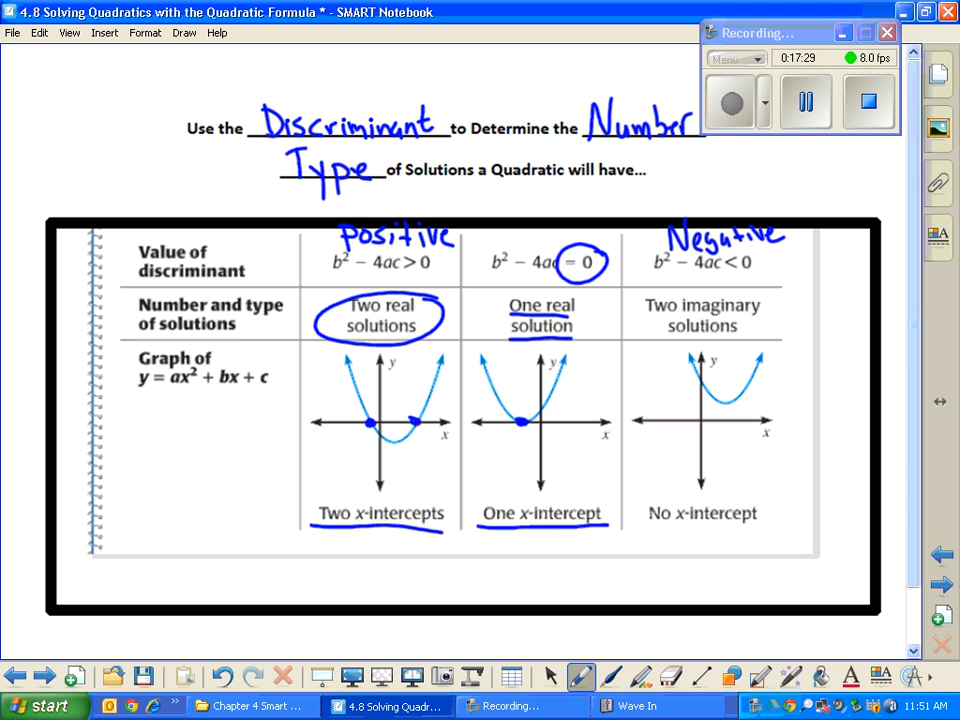 4.8 Solving Quadratics with the Quadratic Formula * - SMART Notebook
File Edit View Insert Format Draw Help
Recording...
Menu 0:17:29 8.0 fps
Use the Discriminant to Determine the Number
Type of Solutions a Quadratic will have...
positive Negative
Value of discriminant b² − 4ac > 0 b² − 4ac = 0 b² − 4ac < 0
Number and type of solutions Two real solutions One real solution Two imaginary solutions
Graph of
y = ax² + bx + c
y y y
x x x
Two x-intercepts One x-intercept No x-intercept
start Chapter 4 Smart ... 4.8 Solving Quadr... Recording... Wave In 11:51 AM